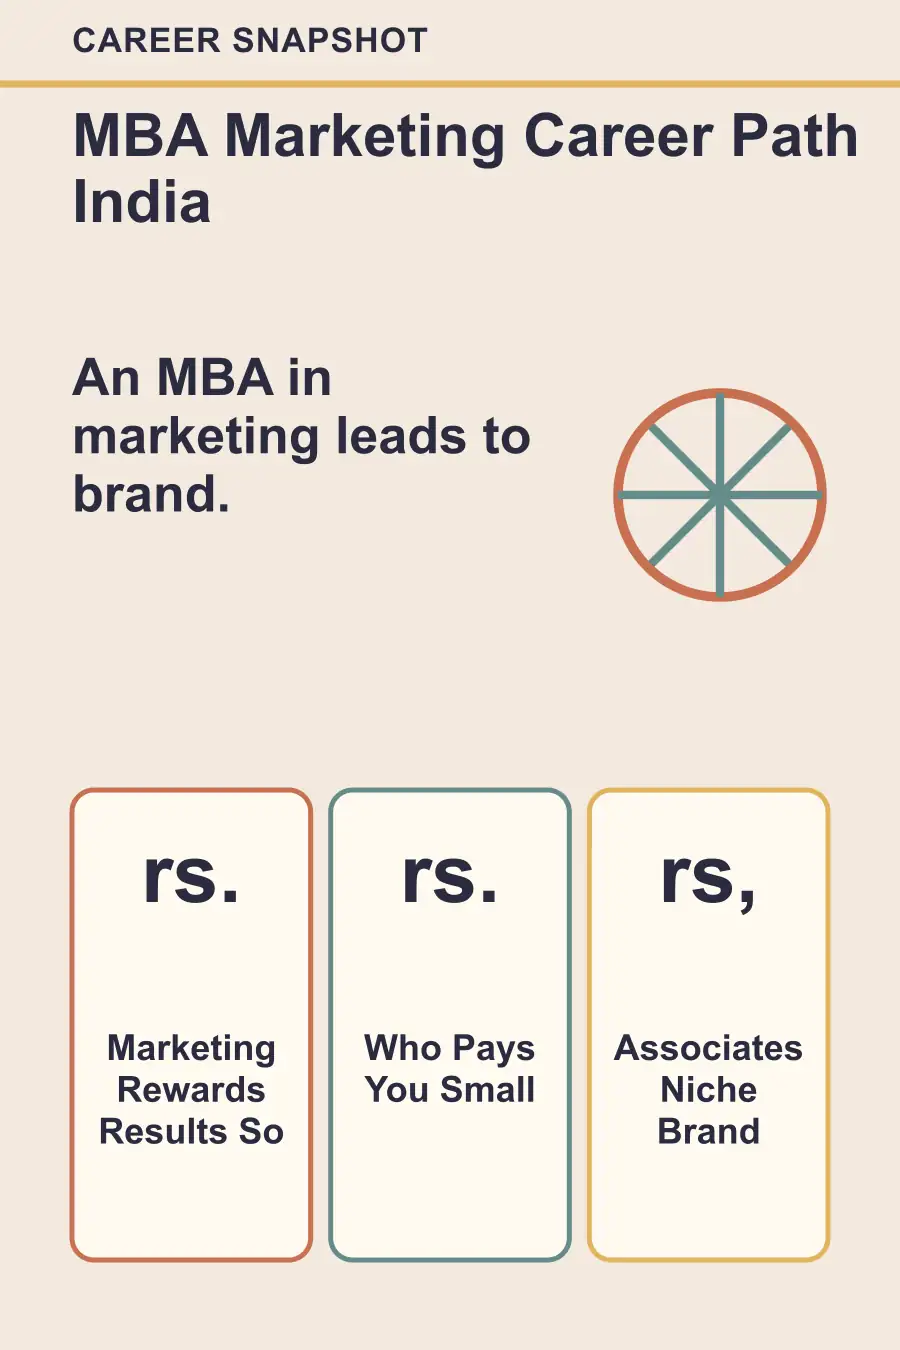 CAREER SNAPSHOT
MBA Marketing Career Path
India
An MBA in
marketing leads to
brand.
rs.
Marketing
Rewards
Results So
rs.
Who Pays
You Small
rs,
Associates
Niche
Brand